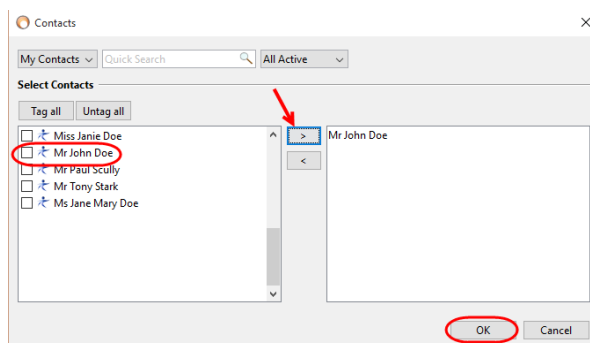 Contacts
My Contacts Quick Search All Active
Select Contacts
Tag all Untag all
Miss Janie Doe > Mr John Doe
Mr John Doe
Mr Paul Scully <
Mr Tony Stark
Ms Jane Mary Doe
OK Cancel